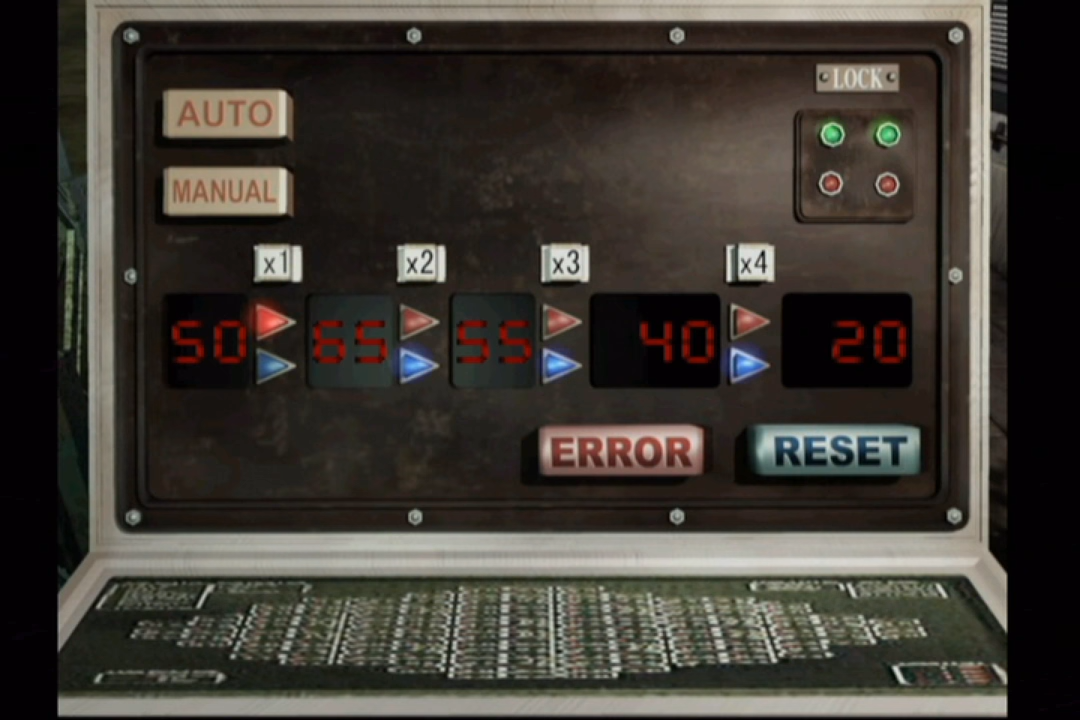 LOCK
AUTO
MANUAL
x1 x2 x3 x4
50 65 55 40 20
ERROR RESET